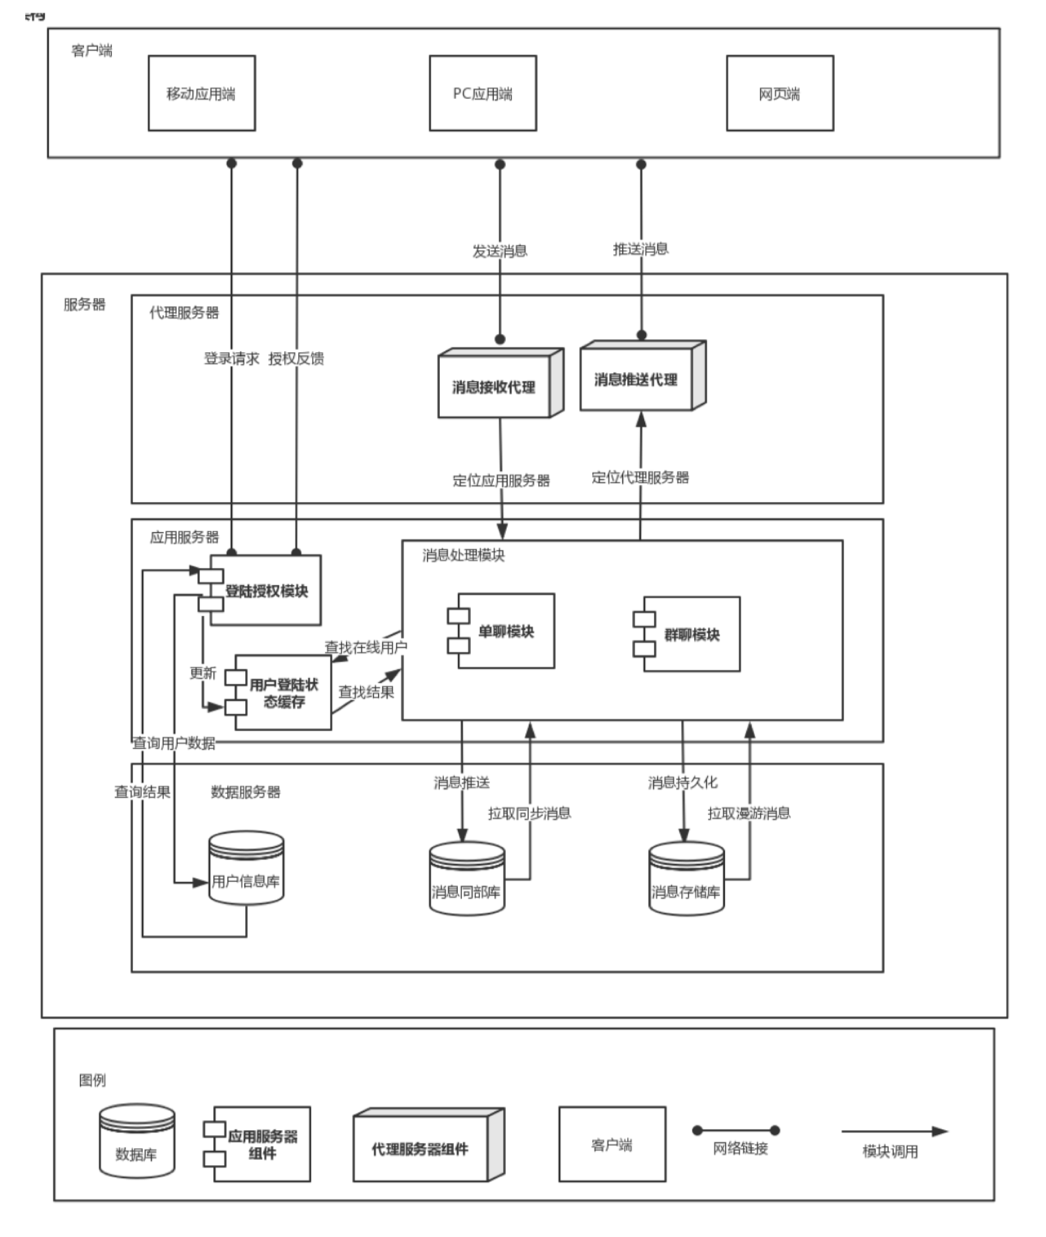 客户端
移动应用端
PC应用端
网页端
发送消息
推送消息
服务器
代理服务器
登录请求
授权反馈
消息接收代理
消息推送代理
定位应用服务器
定位代理服务器
应用服务器
消息处理模块
登陆授权模块
单聊模块
群聊模块
查找在线用户
更新
用户登陆状
态缓存
查找结果
查询用户数据
查询结果
数据服务器
消息推送
拉取同步消息
消息持久化
拉取漫游消息
用户信息库
消息同部库
消息存储库
图例
数据库
应用服务器
组件
代理服务器组件
客户端
网络链接
模块调用